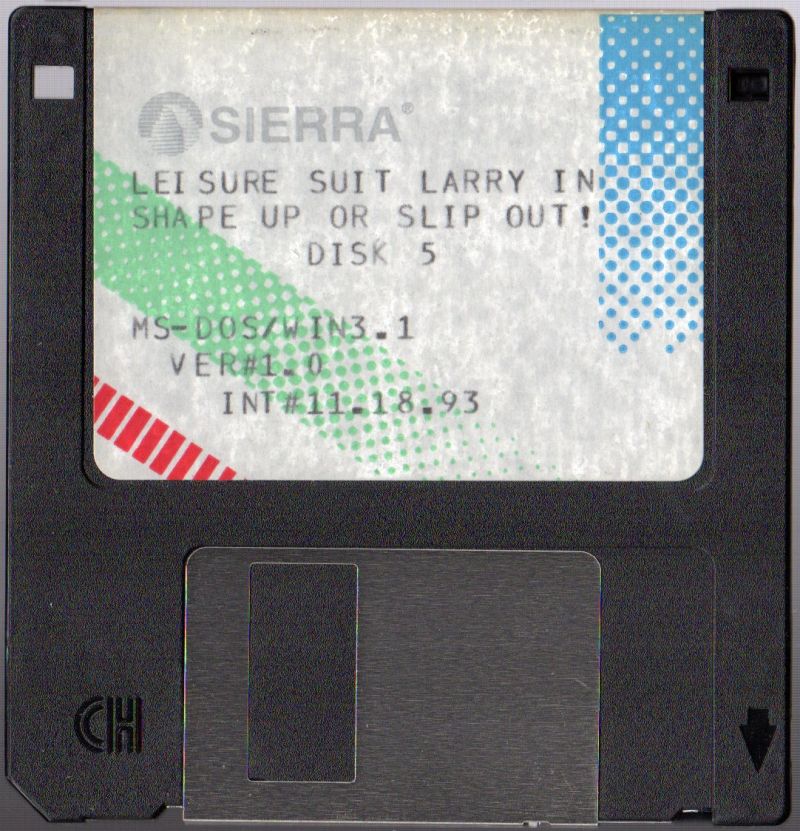 SIERRA®
LEISURE SUIT LARRY IN
SHAPE UP OR SLIP OUT!
DISK 5
MS-DOS/WIN3.1
VER#1.0
INT#11.18.93
CH